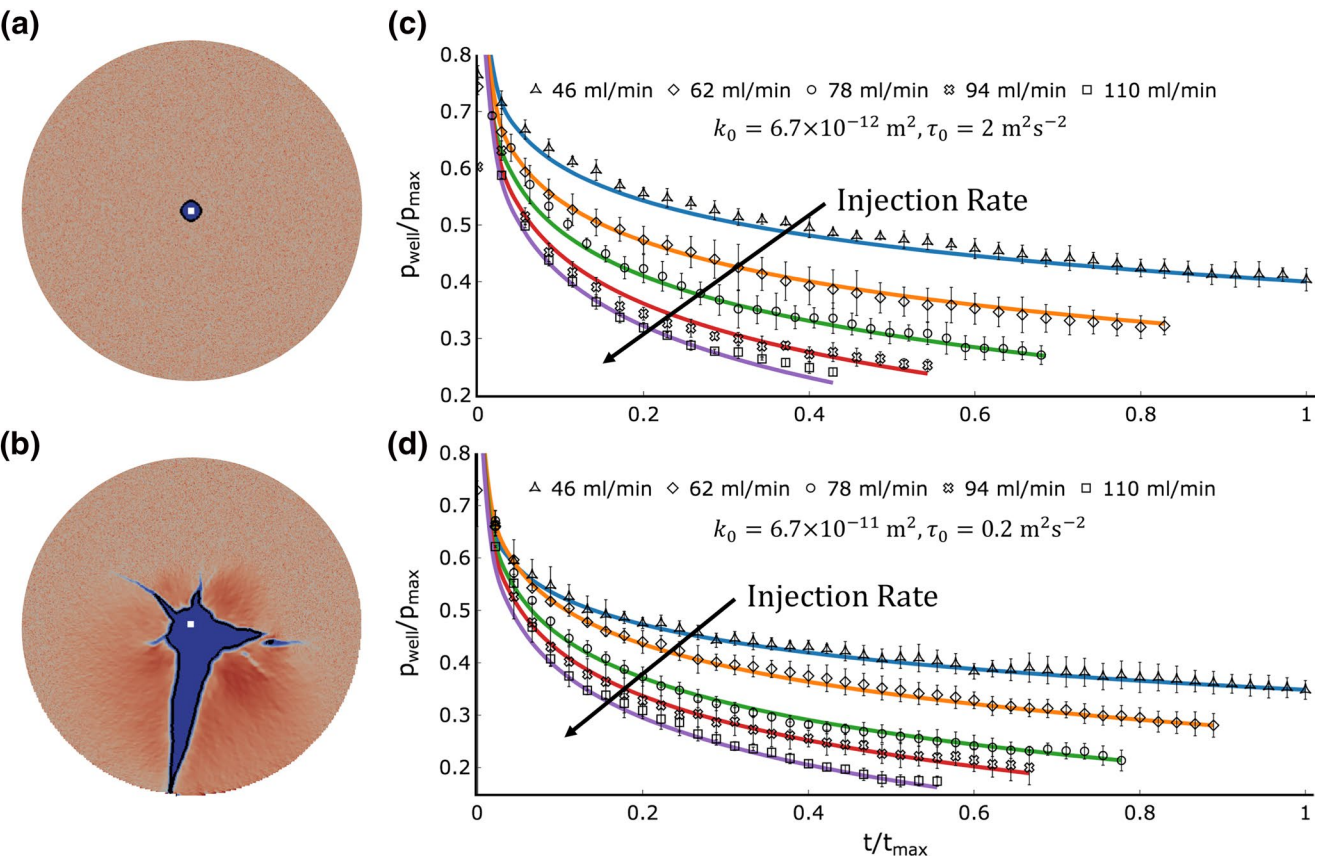 (a)
(b)
(c)
p_well/p_max
0.8
0.7
0.6
0.5
0.4
0.3
0.2
46 ml/min 62 ml/min 78 ml/min 94 ml/min 110 ml/min
k₀ = 6.7×10⁻¹² m², τ₀ = 2 m²s⁻²
Injection Rate
0 0.2 0.4 0.6 0.8 1
(d)
p_well/p_max
0.8
0.7
0.6
0.5
0.4
0.3
0.2
46 ml/min 62 ml/min 78 ml/min 94 ml/min 110 ml/min
k₀ = 6.7×10⁻¹¹ m², τ₀ = 0.2 m²s⁻²
Injection Rate
0 0.2 0.4 0.6 0.8 1
t/t_max